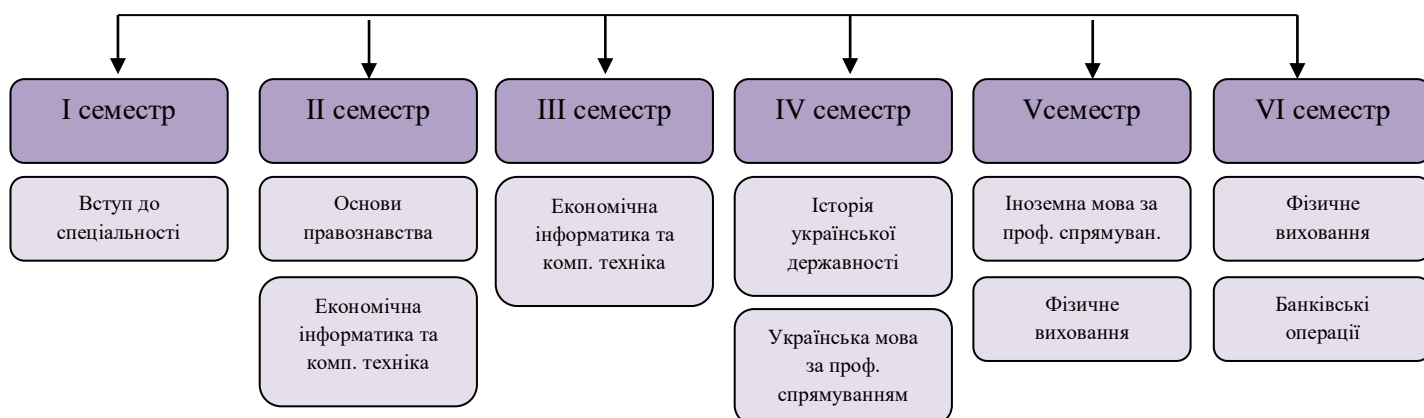 I семестр
II семестр
III семестр
IV семестр
Vсеместр
VI семестр
Вступ до
спеціальності
Основи
правознавства
Економічна
інформатика та
комп. техніка
Економічна
інформатика та
комп. техніка
Історія
української
державності
Українська мова
за проф.
спрямуванням
Іноземна мова за
проф. спрямуван.
Фізичне
виховання
Фізичне
виховання
Банківські
операції